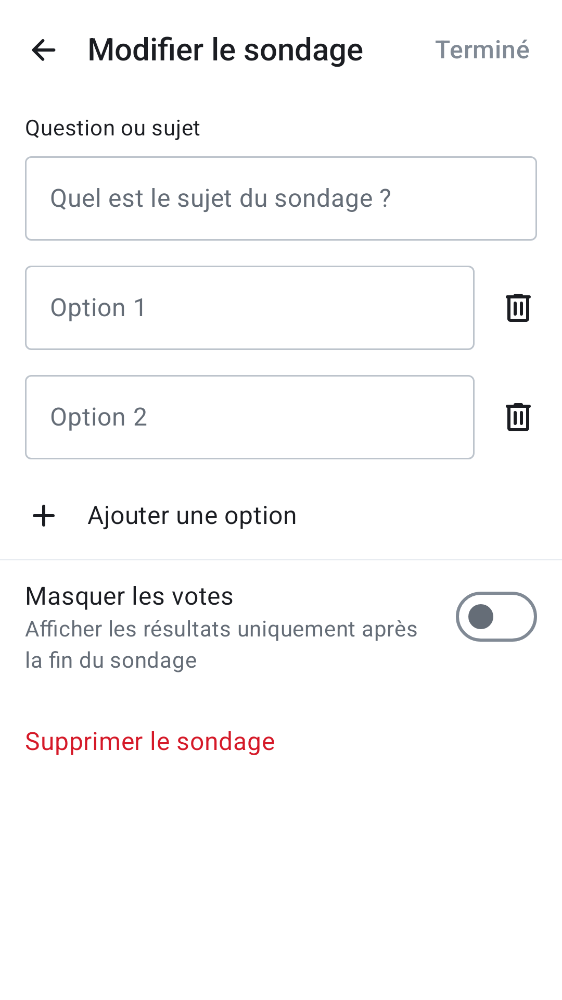 Modifier le sondage
Terminé
Question ou sujet
Quel est le sujet du sondage ?
Option 1
Option 2
Ajouter une option
Masquer les votes
Afficher les résultats uniquement après
la fin du sondage
Supprimer le sondage